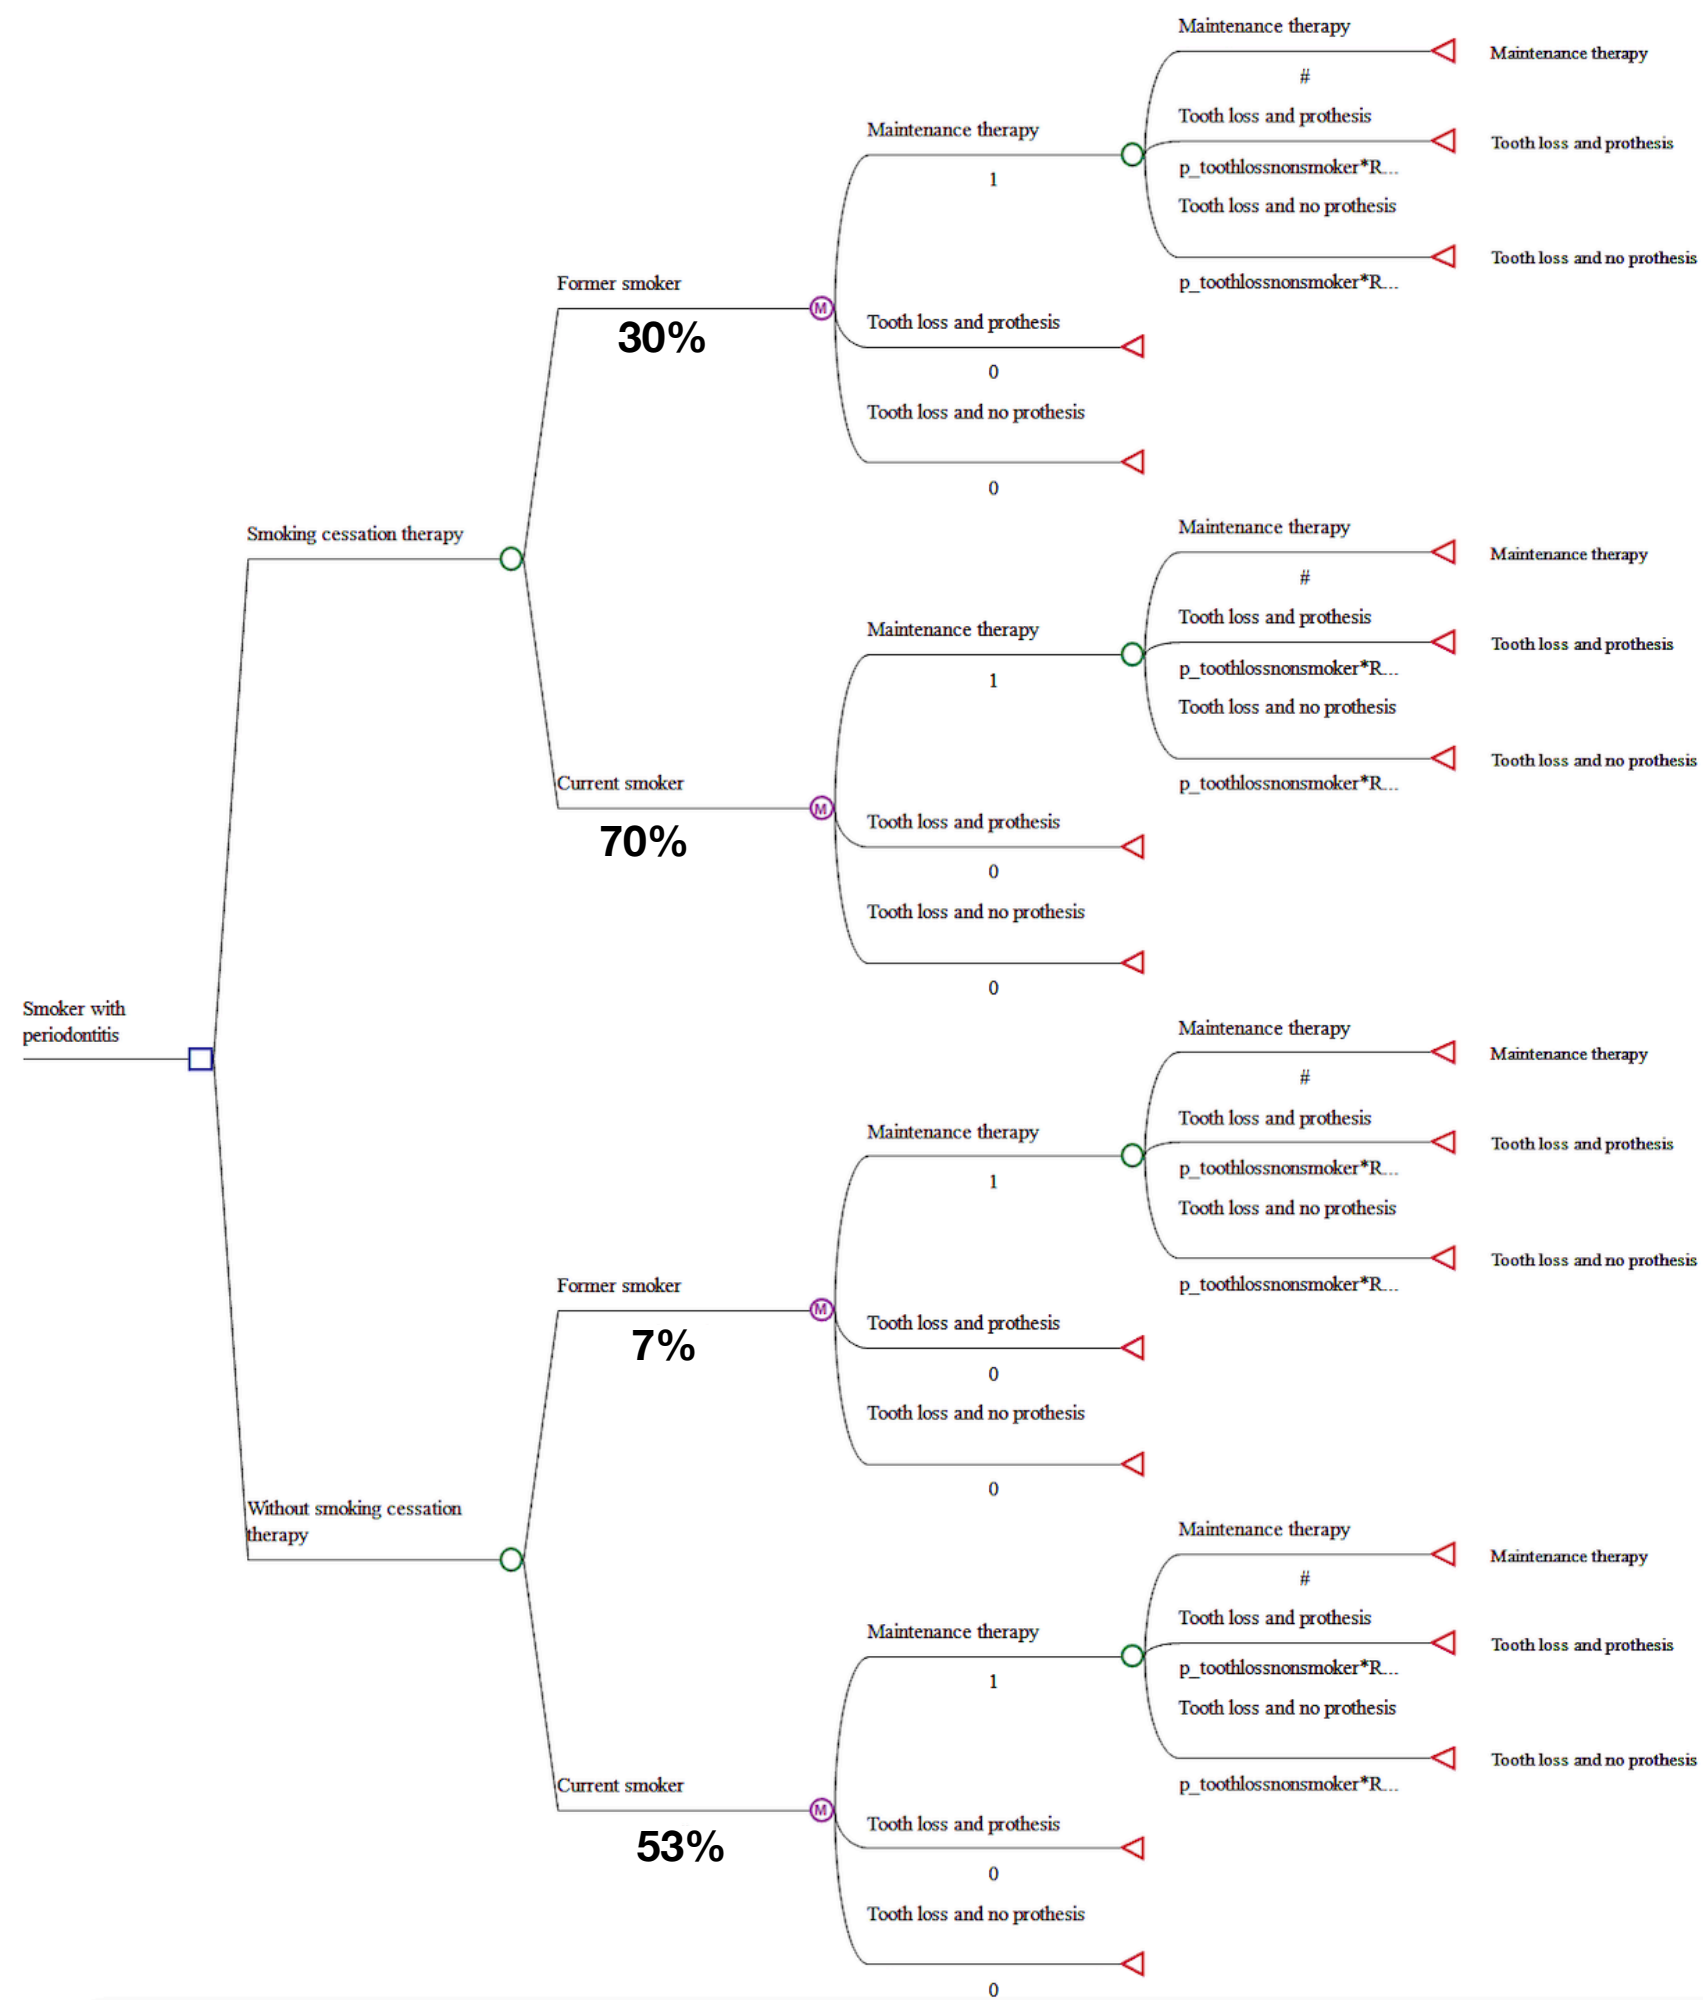 Maintenance therapy
Maintenance therapy
#
Tooth loss and prothesis
Tooth loss and prothesis
Maintenance therapy
p_toothlossnonsmoker*R...
1
Tooth loss and no prothesis
Tooth loss and no prothesis
p_toothlossnonsmoker*R...
Former smoker
30%
M
Tooth loss and prothesis
0
Tooth loss and no prothesis
0
Smoking cessation therapy
Maintenance therapy
Maintenance therapy
#
Tooth loss and prothesis
Tooth loss and prothesis
Maintenance therapy
p_toothlossnonsmoker*R...
1
Tooth loss and no prothesis
Tooth loss and no prothesis
p_toothlossnonsmoker*R...
Current smoker
70%
M
Tooth loss and prothesis
0
Tooth loss and no prothesis
0
Smoker with
periodontitis
Maintenance therapy
Maintenance therapy
#
Tooth loss and prothesis
Tooth loss and prothesis
Maintenance therapy
p_toothlossnonsmoker*R...
1
Tooth loss and no prothesis
Tooth loss and no prothesis
p_toothlossnonsmoker*R...
Former smoker
7%
M
Tooth loss and prothesis
0
Tooth loss and no prothesis
0
Without smoking cessation
therapy
Maintenance therapy
Maintenance therapy
#
Tooth loss and prothesis
Tooth loss and prothesis
Maintenance therapy
p_toothlossnonsmoker*R...
1
Tooth loss and no prothesis
Tooth loss and no prothesis
p_toothlossnonsmoker*R...
Current smoker
53%
M
Tooth loss and prothesis
0
Tooth loss and no prothesis
0